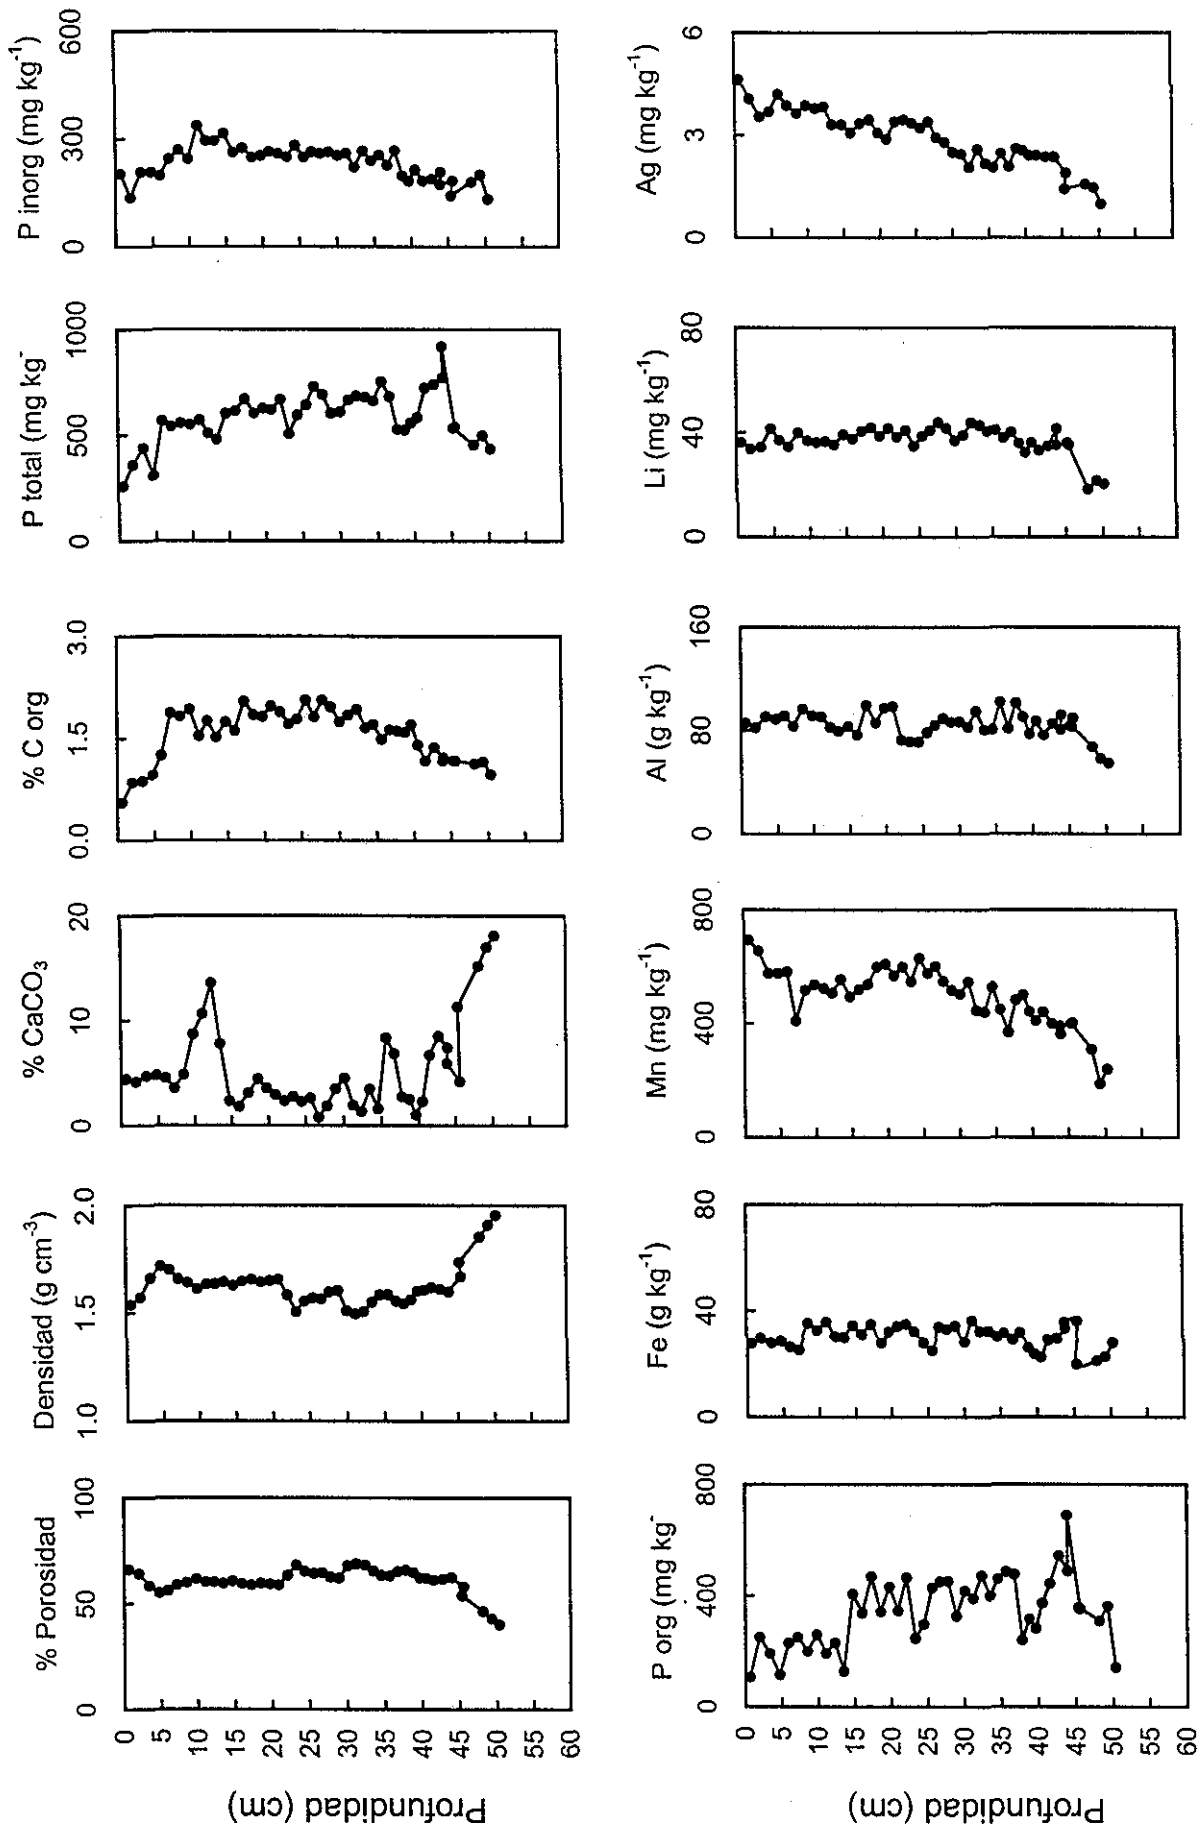 % Porosidad
Densidad (g cm⁻³)
% CaCO₃
% C org
P total (mg kg⁻
P inorg (mg kg⁻¹)
0 50 100
1.0 1.5 2.0
0 10 20
0.0 1.5 3.0
0 500 1000
0 300 600
Profundidad (cm)
0
5
10
15
20
25
30
35
40
45
50
55
60
P org (mg kg⁻
Fe (g kg⁻¹)
Mn (mg kg⁻¹)
Al (g kg⁻¹)
Li (mg kg⁻¹)
Ag (mg kg⁻¹)
0 400 800
0 40 80
0 400 800
0 80 160
0 40 80
0 3 6
Profundidad (cm)
0
5
10
15
20
25
30
35
40
45
50
55
60